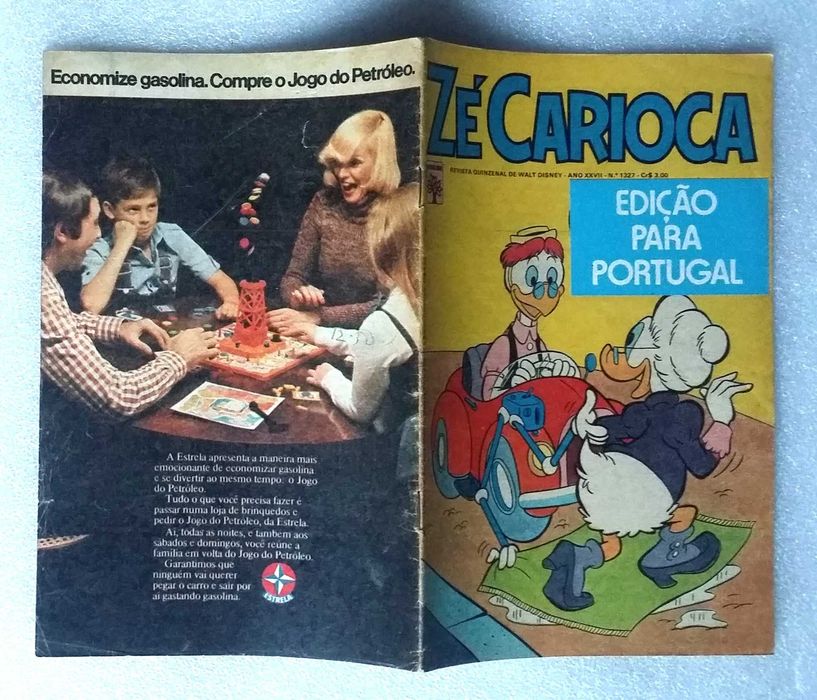 Economize gasolina. Compre o Jogo do Petróleo.
A Estrela apresenta a maneira mais
emocionante de economizar gasolina
e se divertir ao mesmo tempo: o Jogo
do Petróleo.
Tudo o que você precisa fazer é
passar numa loja de brinquedos e
pedir o Jogo do Petróleo, da Estrela.
Aí, todas as noites, e tambem aos
sábados e domingos, você reune a
família em volta do Jogo do Petróleo.
Garantimos que
ninguém vai querer
pegar o carro e sair por
aí gastando gasolina.
ESTRELA
ZÉ CARIOCA
REVISTA QUINZENAL DE WALT DISNEY - ANO XXVII - N.º 1327 - Cr$ 3,00
EDIÇÃO
PARA
PORTUGAL